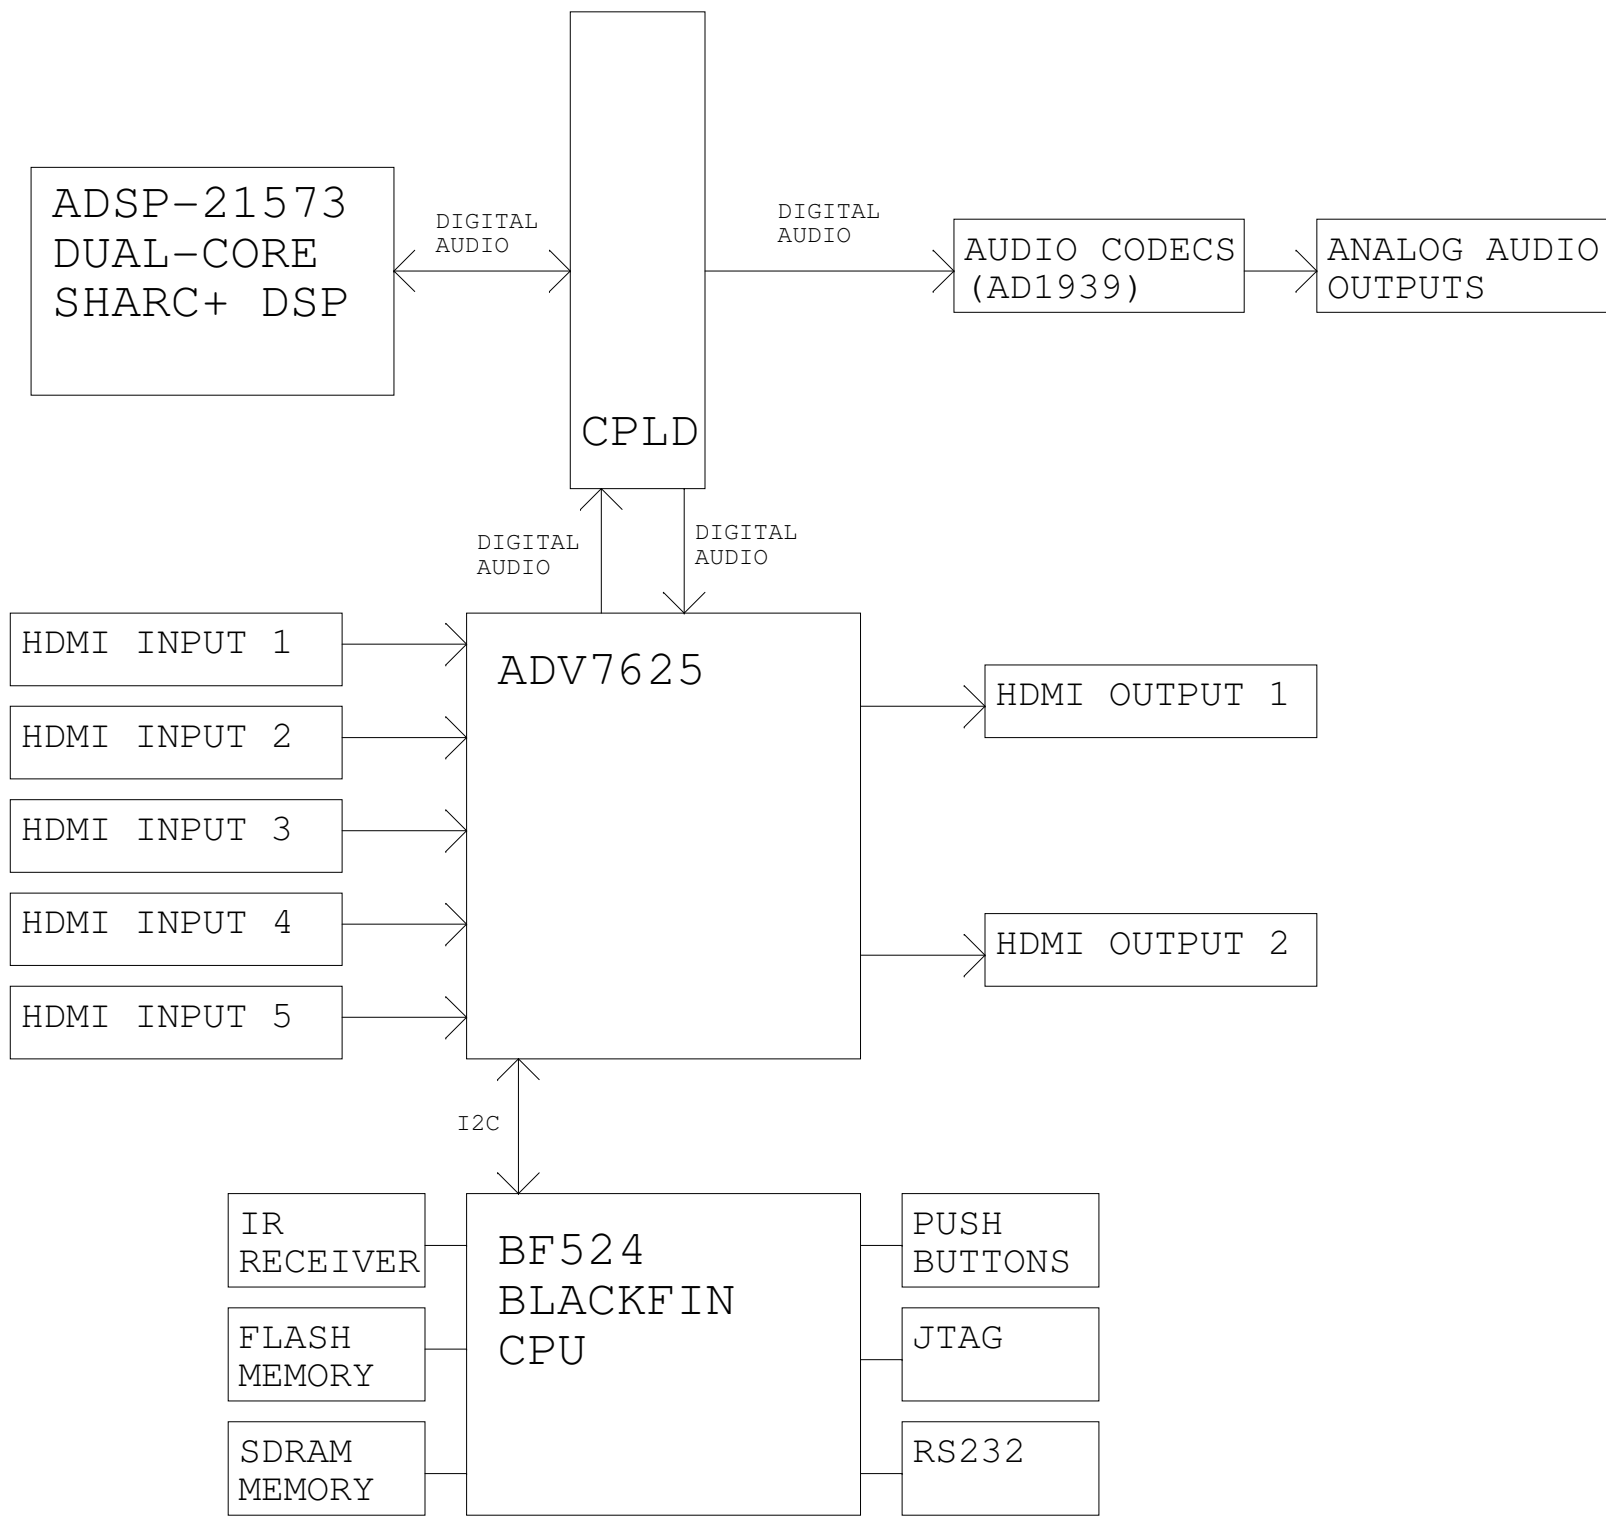 ADSP-21573
DUAL-CORE
SHARC+ DSP
DIGITAL
AUDIO
CPLD
DIGITAL
AUDIO
AUDIO CODECS
(AD1939)
ANALOG AUDIO
OUTPUTS
DIGITAL
AUDIO
DIGITAL
AUDIO
HDMI INPUT 1
HDMI INPUT 2
HDMI INPUT 3
HDMI INPUT 4
HDMI INPUT 5
ADV7625
HDMI OUTPUT 1
HDMI OUTPUT 2
I2C
IR
RECEIVER
FLASH
MEMORY
SDRAM
MEMORY
BF524
BLACKFIN
CPU
PUSH
BUTTONS
JTAG
RS232